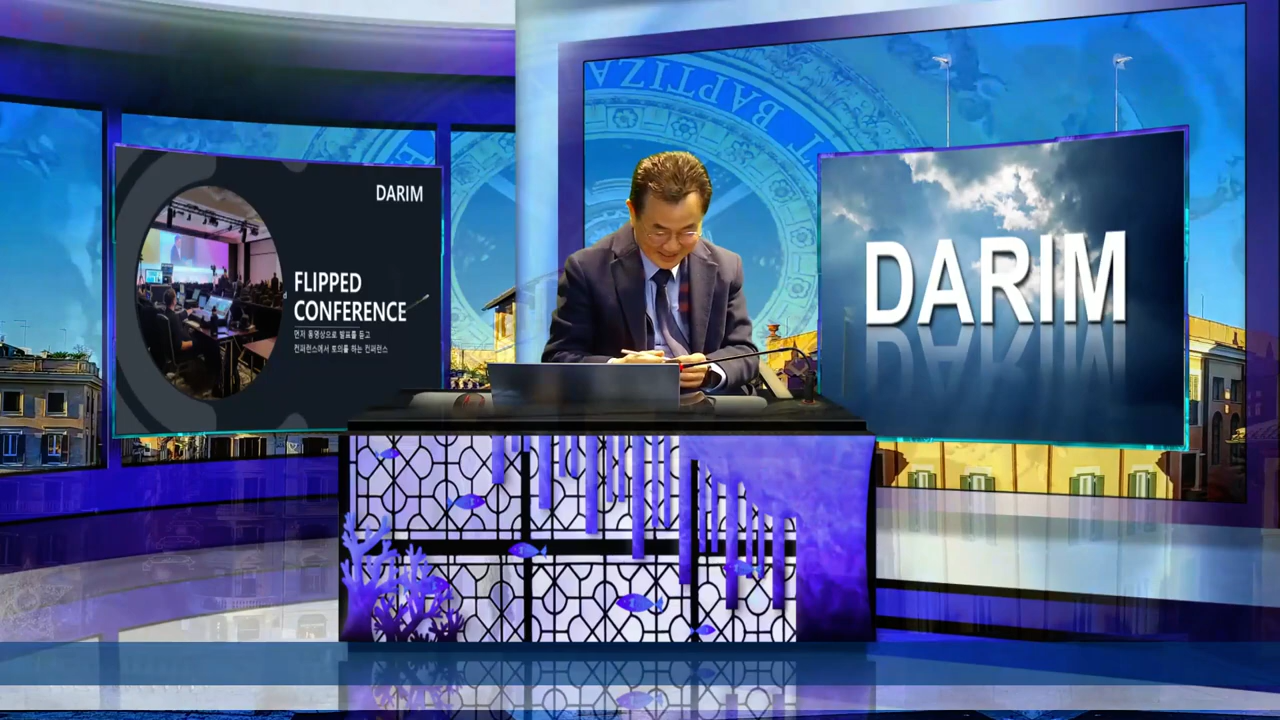 DARIM
FLIPPED
CONFERENCE
먼저 동영상으로 발표를 듣고
컨퍼런스에서 토의를 하는 컨퍼런스
BAPTIZA
DARIM